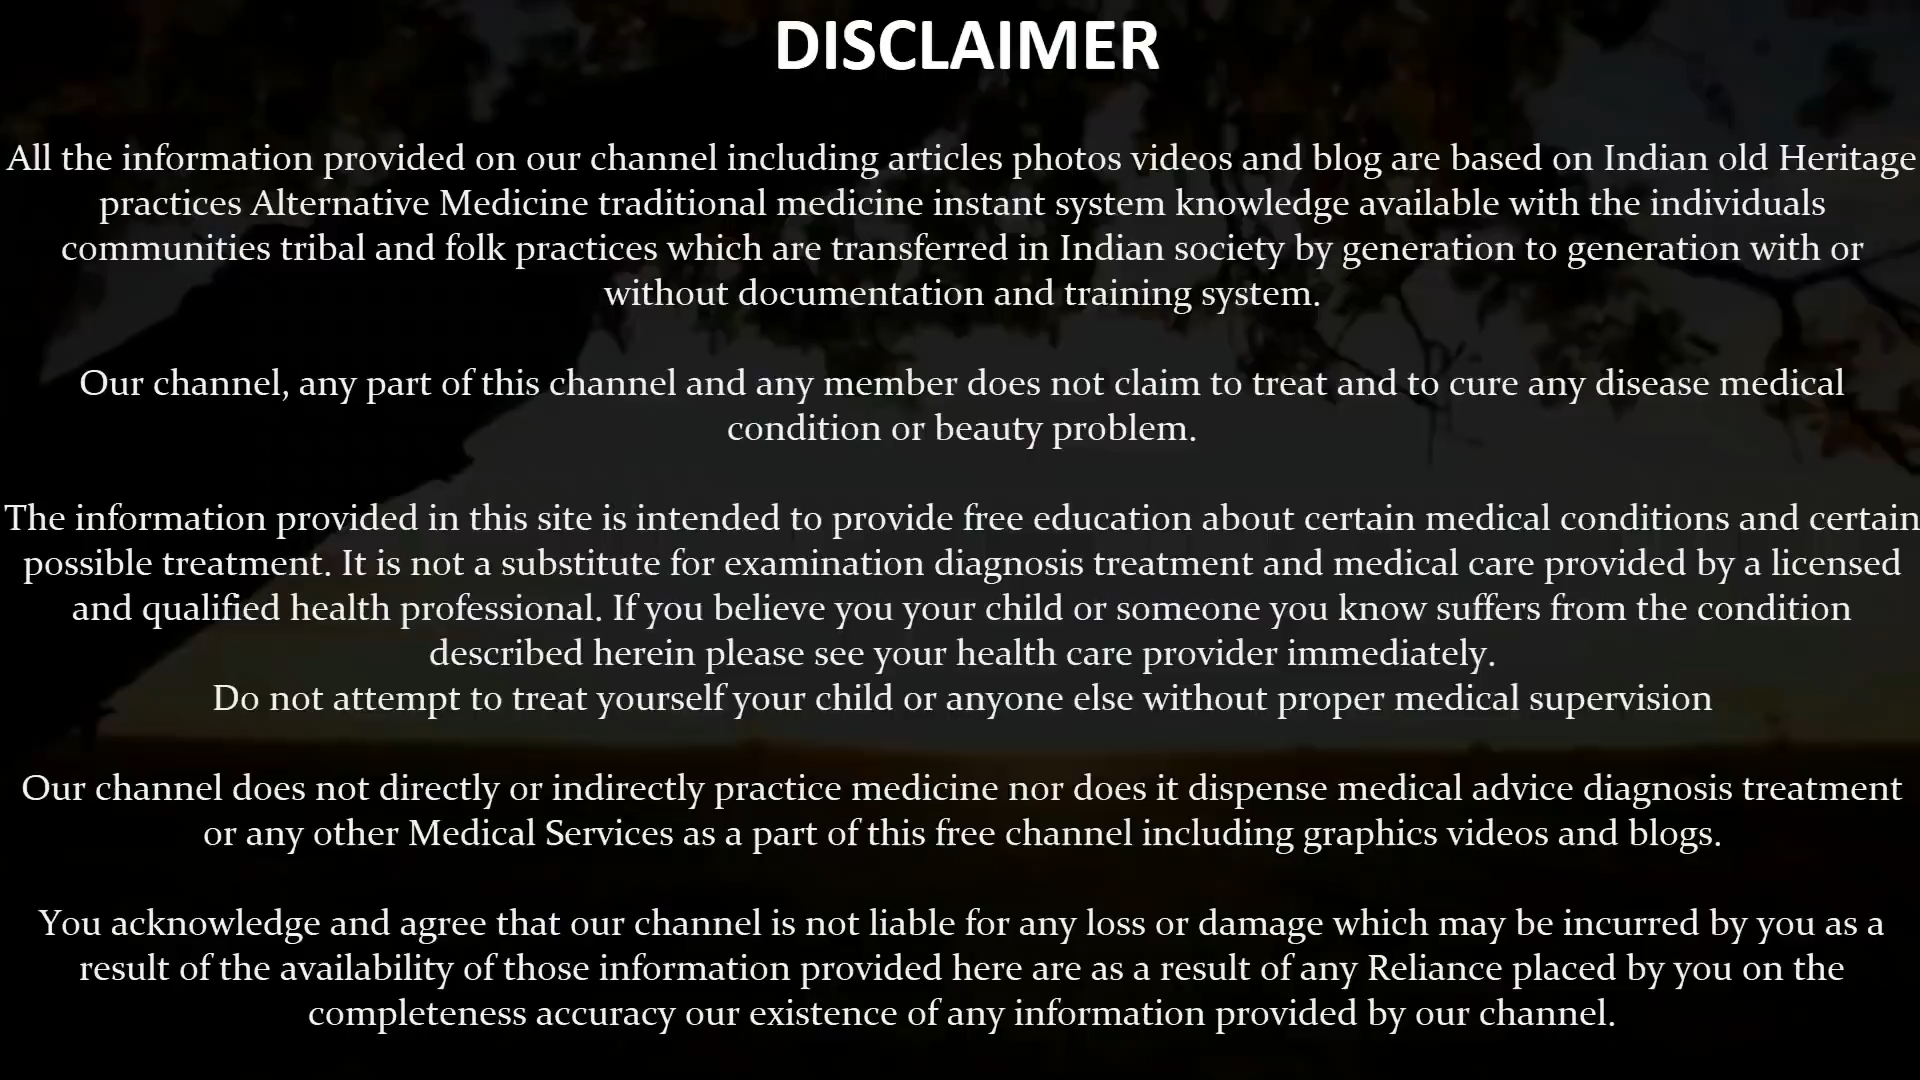 DISCLAIMER
All the information provided on our channel including articles photos videos and blog are based on Indian old Heritage
practices Alternative Medicine traditional medicine instant system knowledge available with the individuals
communities tribal and folk practices which are transferred in Indian society by generation to generation with or
without documentation and training system.
Our channel, any part of this channel and any member does not claim to treat and to cure any disease medical
condition or beauty problem.
The information provided in this site is intended to provide free education about certain medical conditions and certain
possible treatment. It is not a substitute for examination diagnosis treatment and medical care provided by a licensed
and qualified health professional. If you believe you your child or someone you know suffers from the condition
described herein please see your health care provider immediately.
Do not attempt to treat yourself your child or anyone else without proper medical supervision
Our channel does not directly or indirectly practice medicine nor does it dispense medical advice diagnosis treatment
or any other Medical Services as a part of this free channel including graphics videos and blogs.
You acknowledge and agree that our channel is not liable for any loss or damage which may be incurred by you as a
result of the availability of those information provided here are as a result of any Reliance placed by you on the
completeness accuracy our existence of any information provided by our channel.